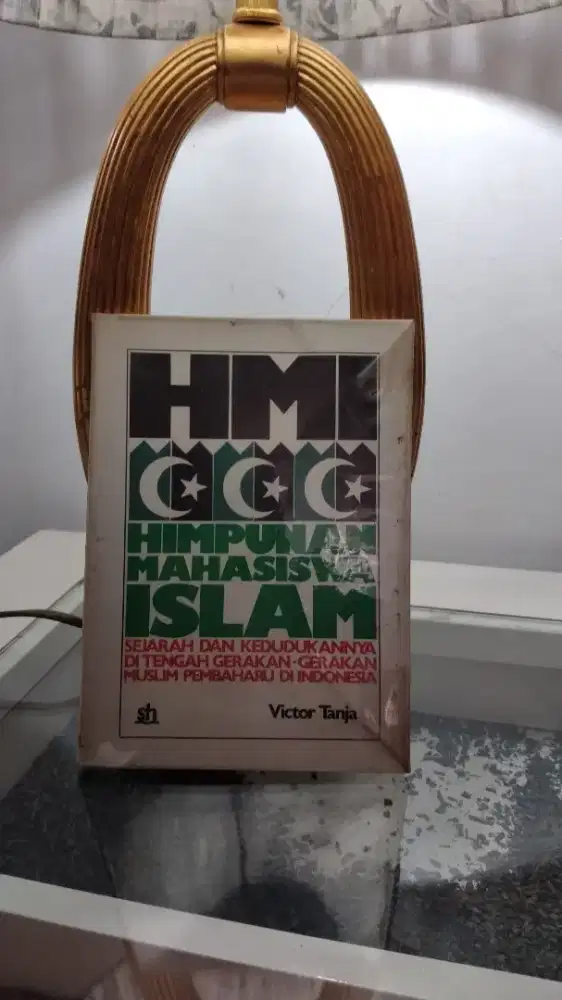 HMI
HIMPUNAN
MAHASISWA
ISLAM
SEJARAH DAN KEDUDUKANNYA
DI TENGAH GERAKAN-GERAKAN
MUSLIM PEMBAHARU DI INDONESIA
sh
Victor Tanja